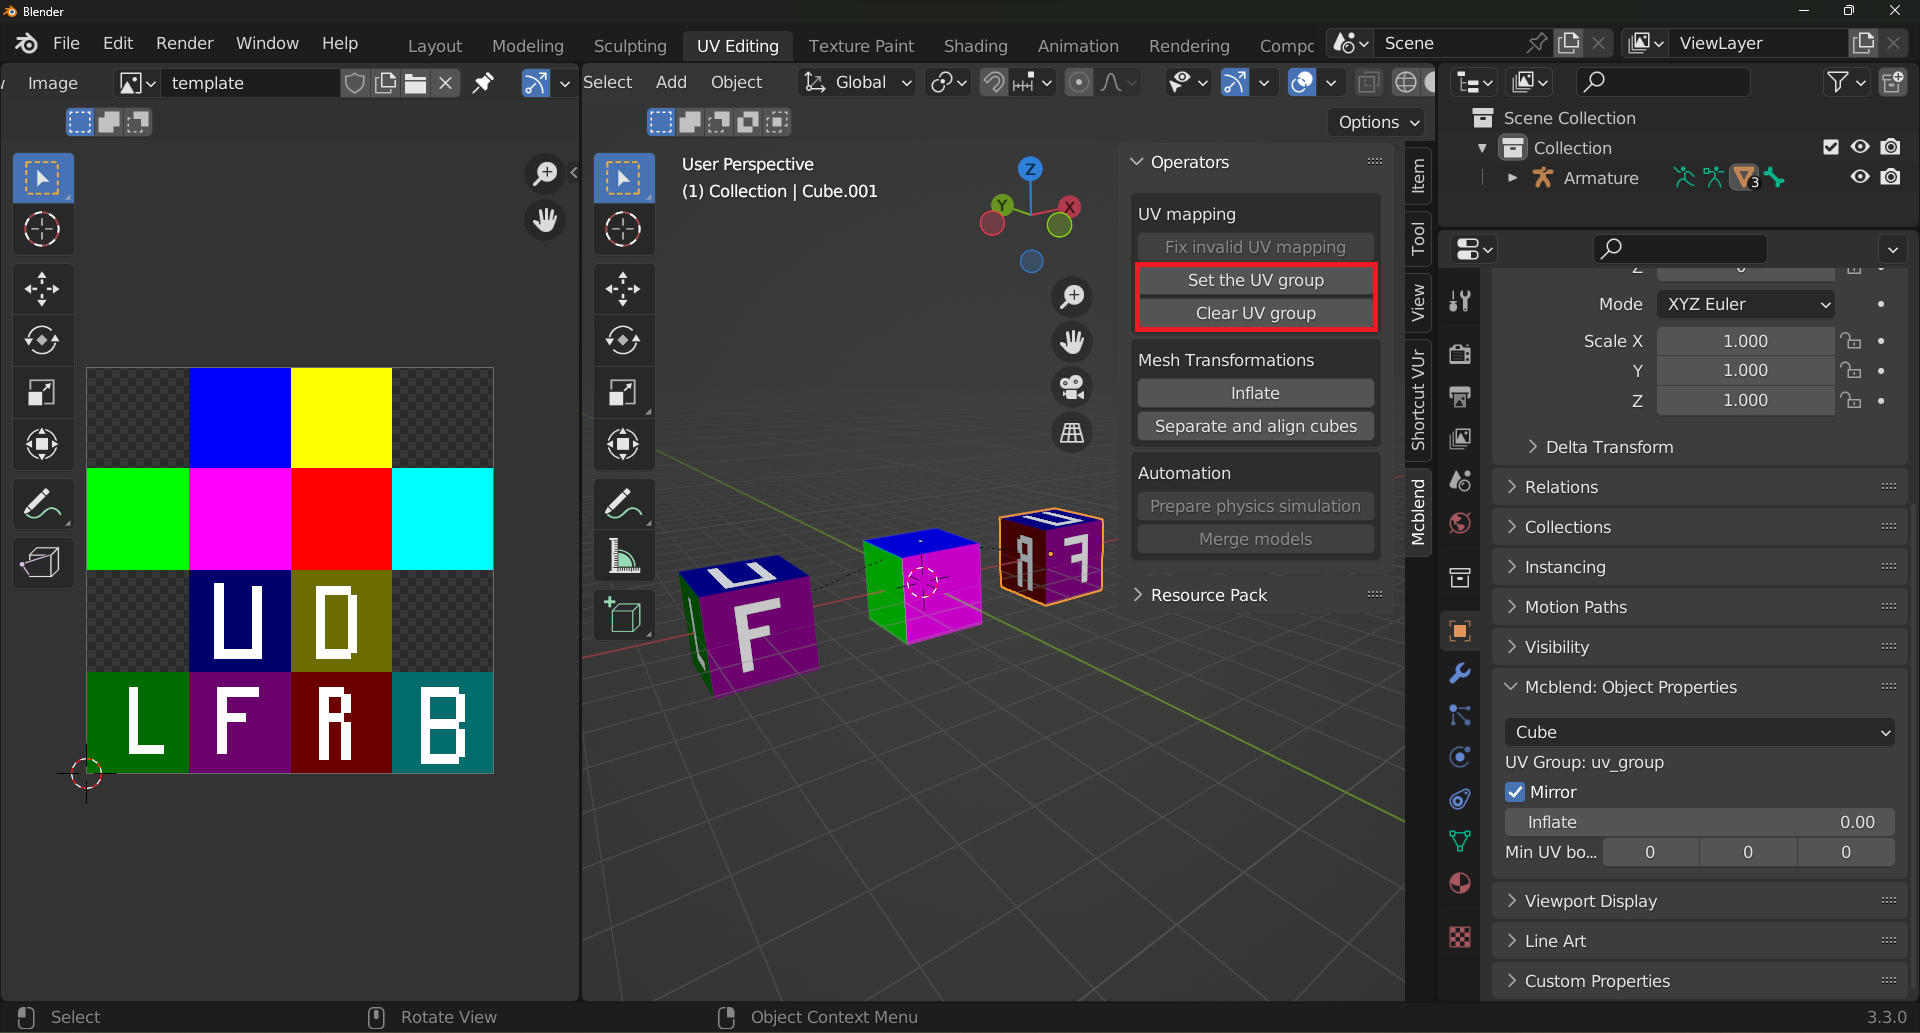 Blender
File Edit Render Window Help
Layout Modeling Sculpting UV Editing Texture Paint Shading Animation Rendering Compc
Scene
ViewLayer
Image
template
Select Add Object
Global
Options
User Perspective
(1) Collection | Cube.001
Z
Y
X
Operators
UV mapping
Fix invalid UV mapping
Set the UV group
Clear UV group
Mesh Transformations
Inflate
Separate and align cubes
Automation
Prepare physics simulation
Merge models
Resource Pack
Item
Tool
View
Shortcut VUr
Mcblend
U D
L F R B
U
L F
U
R F
Scene Collection
Collection
Armature
3
Z 0
Mode XYZ Euler
Scale X 1.000
Y 1.000
Z 1.000
Delta Transform
Relations
Collections
Instancing
Motion Paths
Visibility
Mcblend: Object Properties
Cube
UV Group: uv_group
Mirror
Inflate 0.00
Min UV bo... 0 0 0
Viewport Display
Line Art
Custom Properties
Select
Rotate View
Object Context Menu
3.3.0